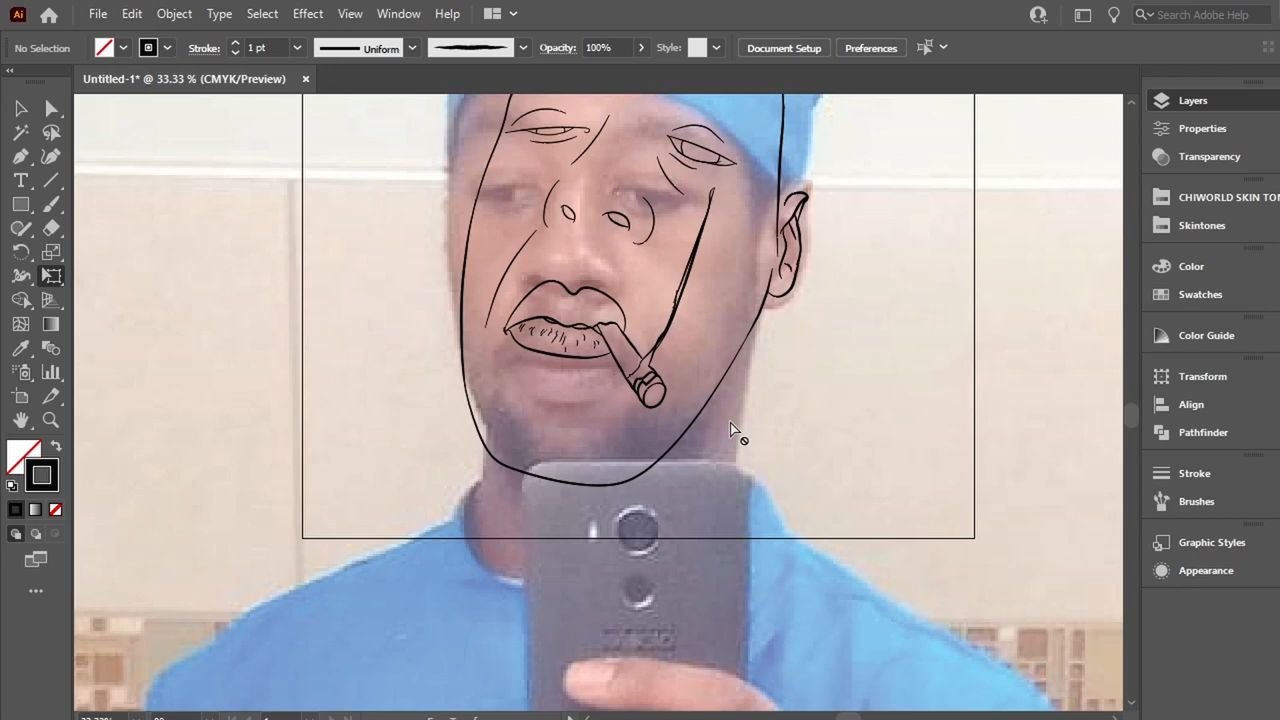 Ai File Edit Object Type Select Effect View Window Help Search Adobe Help
No Selection Stroke: 1 pt Uniform Opacity: 100% Style: Document Setup Preferences
Untitled-1* @ 33.33 % (CMYK/Preview) ×
Layers
Properties
Transparency
CHIWORLD SKIN TON
Skintones
Color
Swatches
Color Guide
Transform
Align
Pathfinder
Stroke
Brushes
Graphic Styles
Appearance